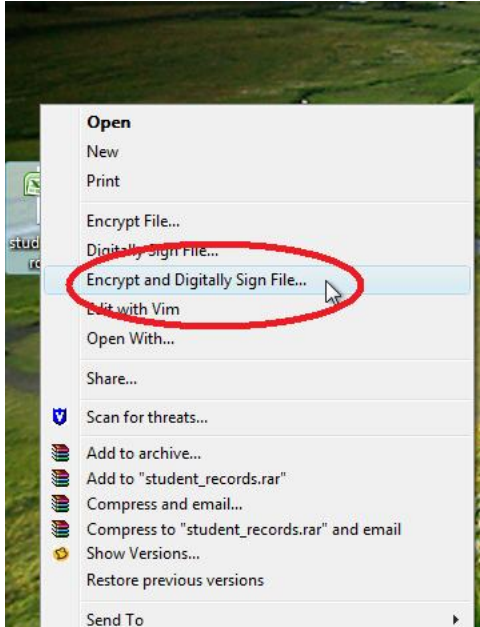 Open
New
Print
Encrypt File...
Digitally Sign File...
Encrypt and Digitally Sign File...
Edit with Vim
Open With...
Share...
Scan for threats...
Add to archive...
Add to "student_records.rar"
Compress and email...
Compress to "student_records.rar" and email
Show Versions...
Restore previous versions
Send To